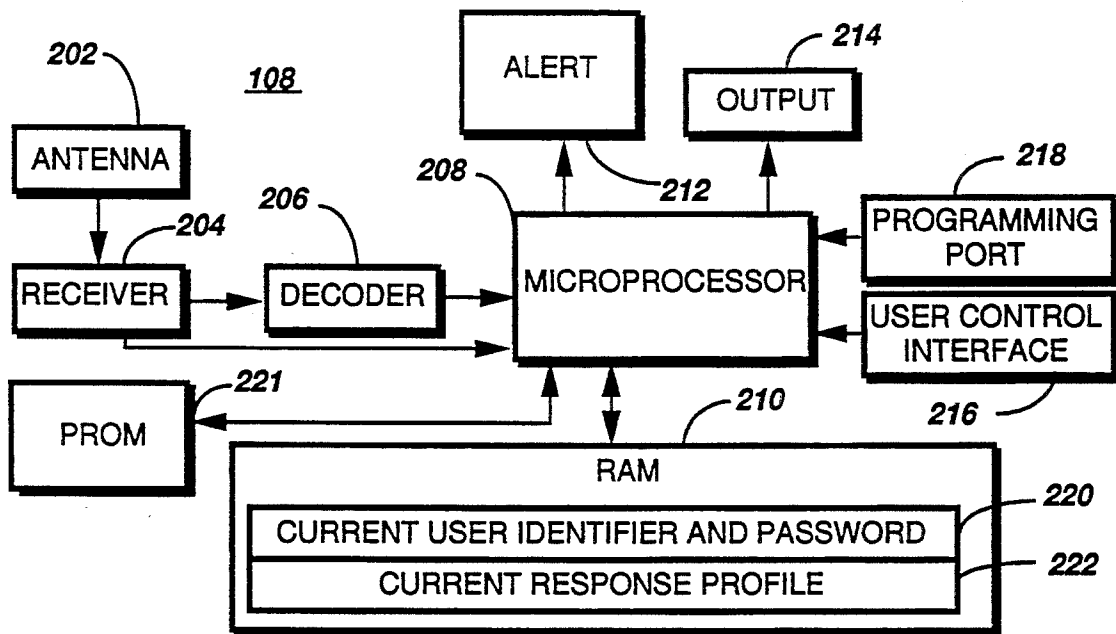 202
108
ALERT
214
OUTPUT
ANTENNA
208
212
218
206
204
PROGRAMMING
PORT
RECEIVER
DECODER
MICROPROCESSOR
USER CONTROL
INTERFACE
221
PROM
210
216
RAM
220
CURRENT USER IDENTIFIER AND PASSWORD
CURRENT RESPONSE PROFILE
222